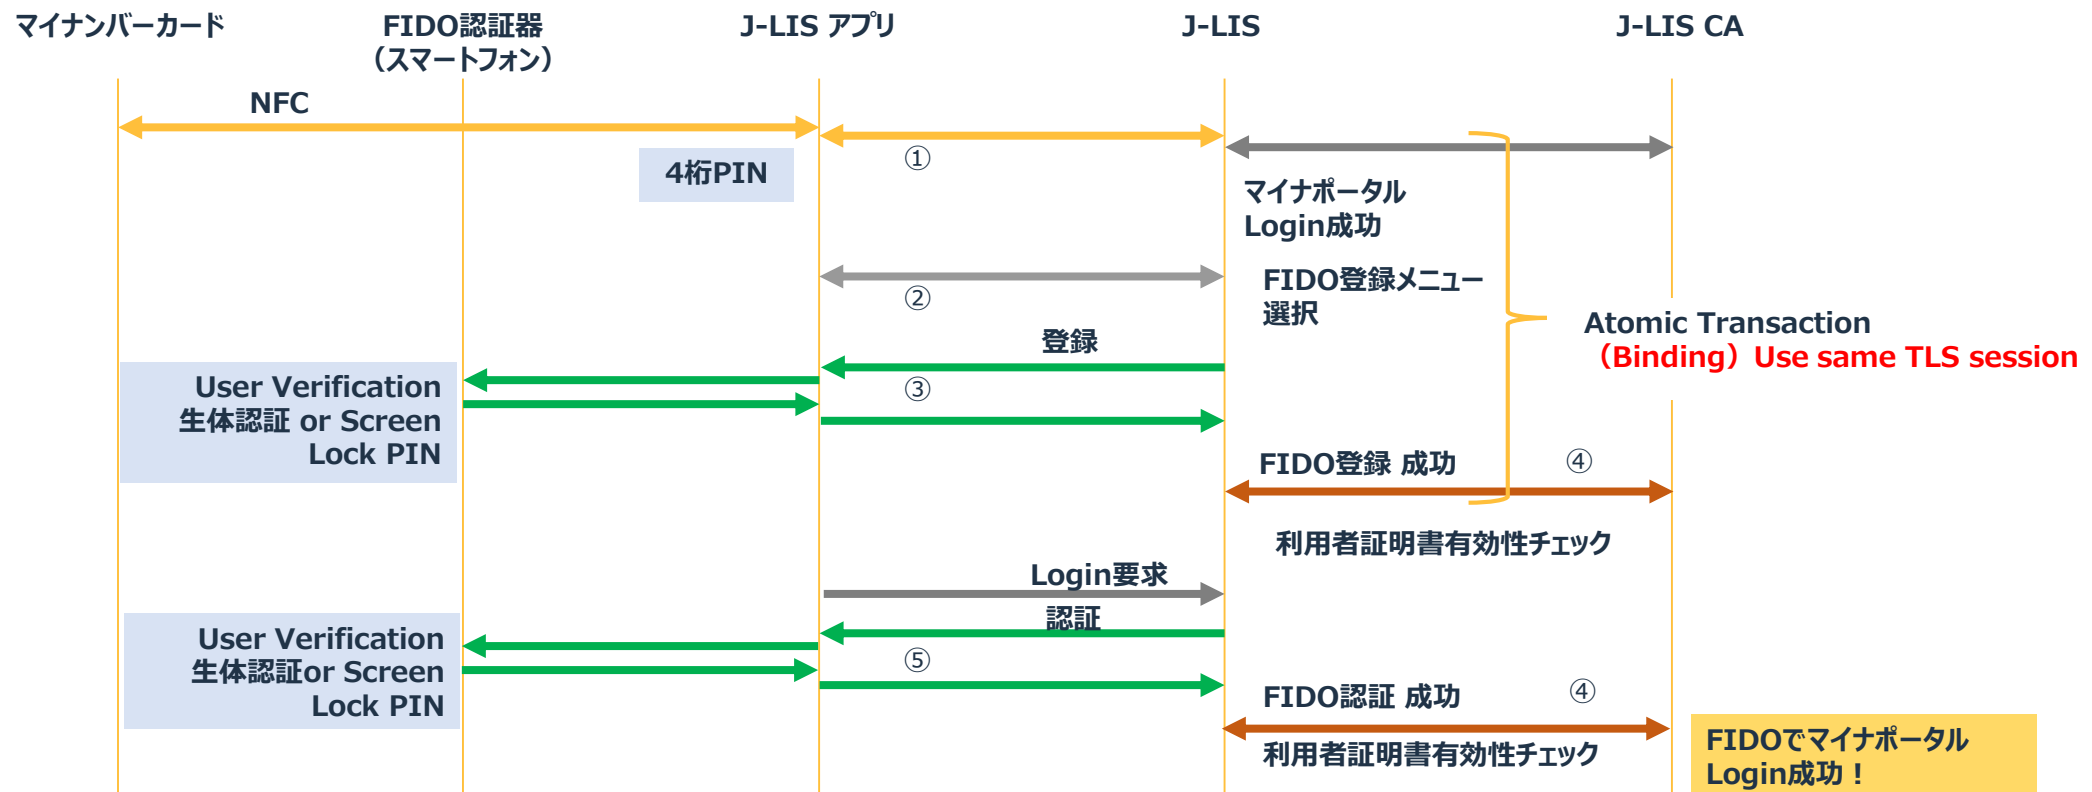 マイナンバーカード
FIDO認証器
（スマートフォン）
J-LIS アプリ
J-LIS
J-LIS CA
NFC
①
4桁PIN
マイナポータル
Login成功
②
FIDO登録メニュー
選択
Atomic Transaction
（Binding）Use same TLS session
登録
③
User Verification
生体認証 or Screen
Lock PIN
FIDO登録 成功
④
利用者証明書有効性チェック
Login要求
認証
⑤
User Verification
生体認証or Screen
Lock PIN
FIDO認証 成功
④
利用者証明書有効性チェック
FIDOでマイナポータル
Login成功！